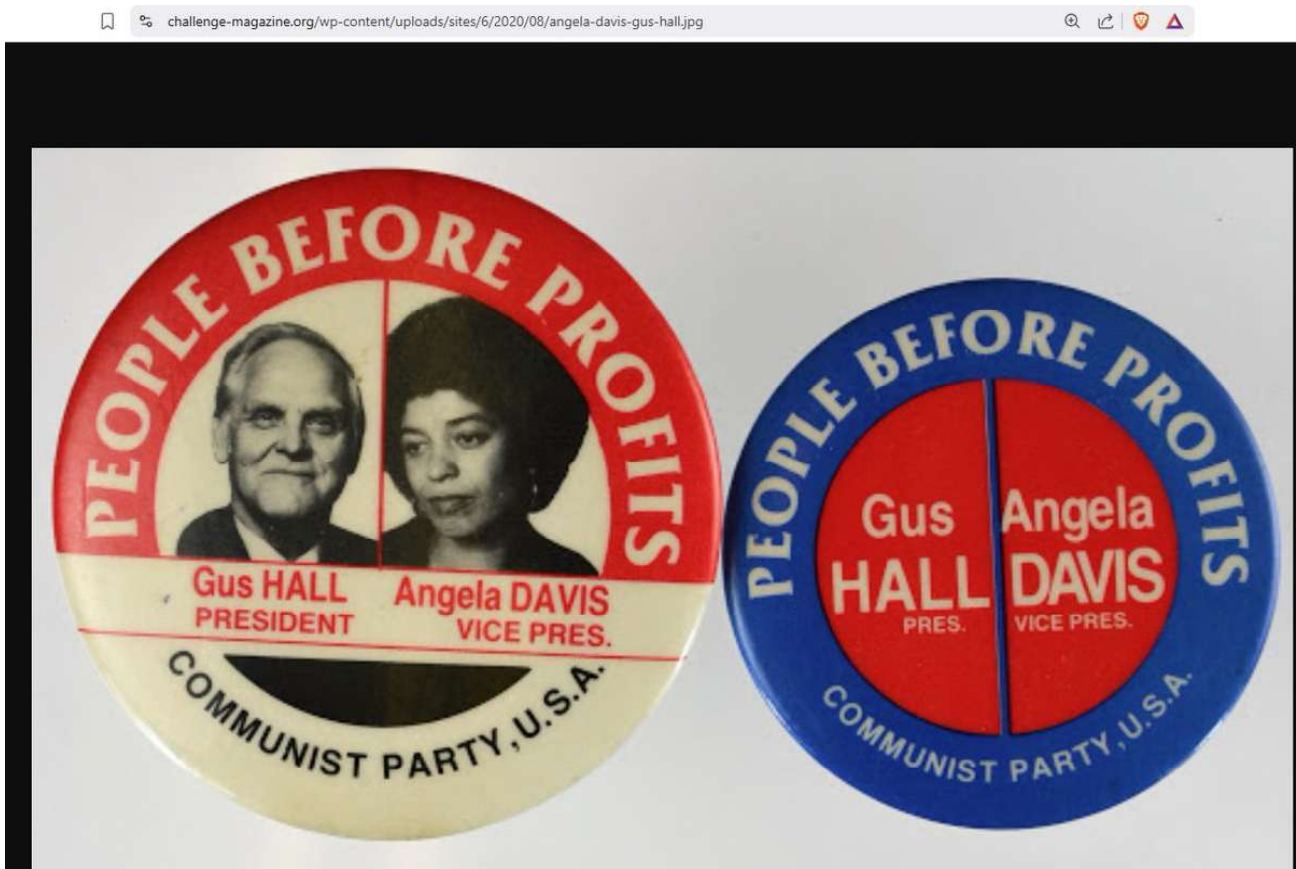 challenge-magazine.org/wp-content/uploads/sites/6/2020/08/angela-davis-gus-hall.jpg
PEOPLE BEFORE PROFITS
Gus HALL
PRESIDENT
Angela DAVIS
VICE PRES.
COMMUNIST PARTY, U.S.A.
PEOPLE BEFORE PROFITS
Gus
HALL
PRES.
Angela
DAVIS
VICE PRES.
COMMUNIST PARTY, U.S.A.